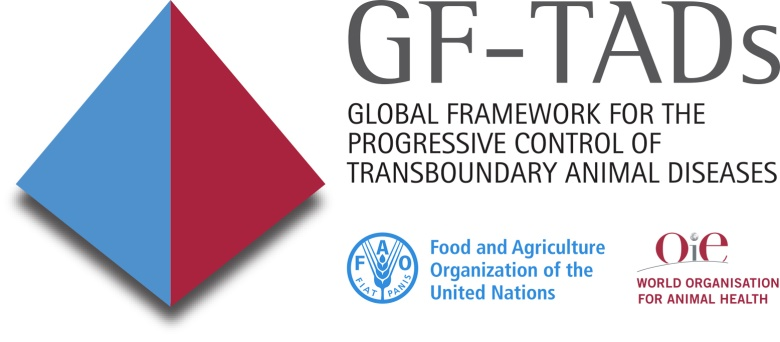 GF-TADs
GLOBAL FRAMEWORK FOR THE
PROGRESSIVE CONTROL OF
TRANSBOUNDARY ANIMAL DISEASES
FAO
FIAT PANIS
Food and Agriculture
Organization of the
United Nations
Oie
WORLD ORGANISATION
FOR ANIMAL HEALTH